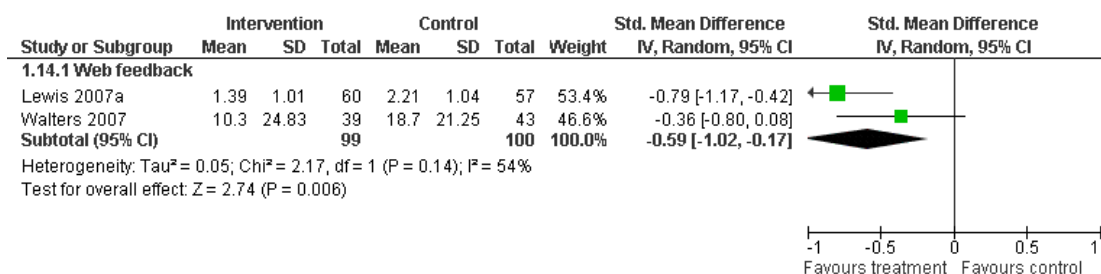 Intervention Control Std. Mean Difference Std. Mean Difference
Study or Subgroup Mean SD Total Mean SD Total Weight IV, Random, 95% CI IV, Random, 95% CI
1.14.1 Web feedback
Lewis 2007a 1.39 1.01 60 2.21 1.04 57 53.4% -0.79 [-1.17, -0.42]
Walters 2007 10.3 24.83 39 18.7 21.25 43 46.6% -0.36 [-0.80, 0.08]
Subtotal (95% CI) 99 100 100.0% -0.59 [-1.02, -0.17]
Heterogeneity: Tau² = 0.05; Chi² = 2.17, df = 1 (P = 0.14); I² = 54%
Test for overall effect: Z = 2.74 (P = 0.006)
-1 -0.5 0 0.5 1
Favours treatment Favours control